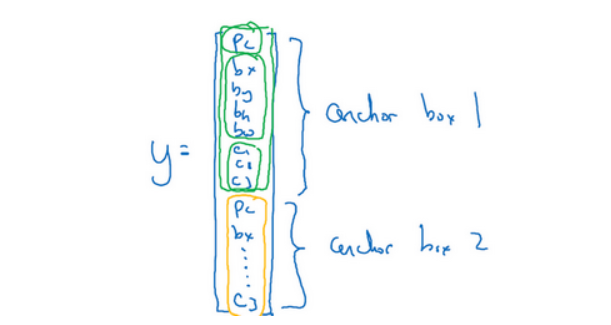 Pc
bx
by
bh
bw
c1
c2
c3
anchor box 1
y =
Pc
bx
c3
anchor box 2